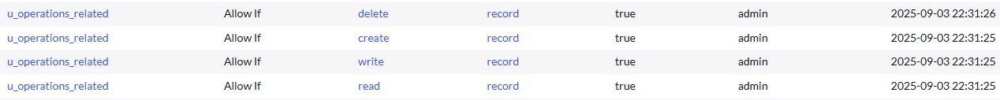 u_operations_related Allow If delete record true admin 2025-09-03 22:31:26
u_operations_related Allow If create record true admin 2025-09-03 22:31:25
u_operations_related Allow If write record true admin 2025-09-03 22:31:25
u_operations_related Allow If read record true admin 2025-09-03 22:31:25